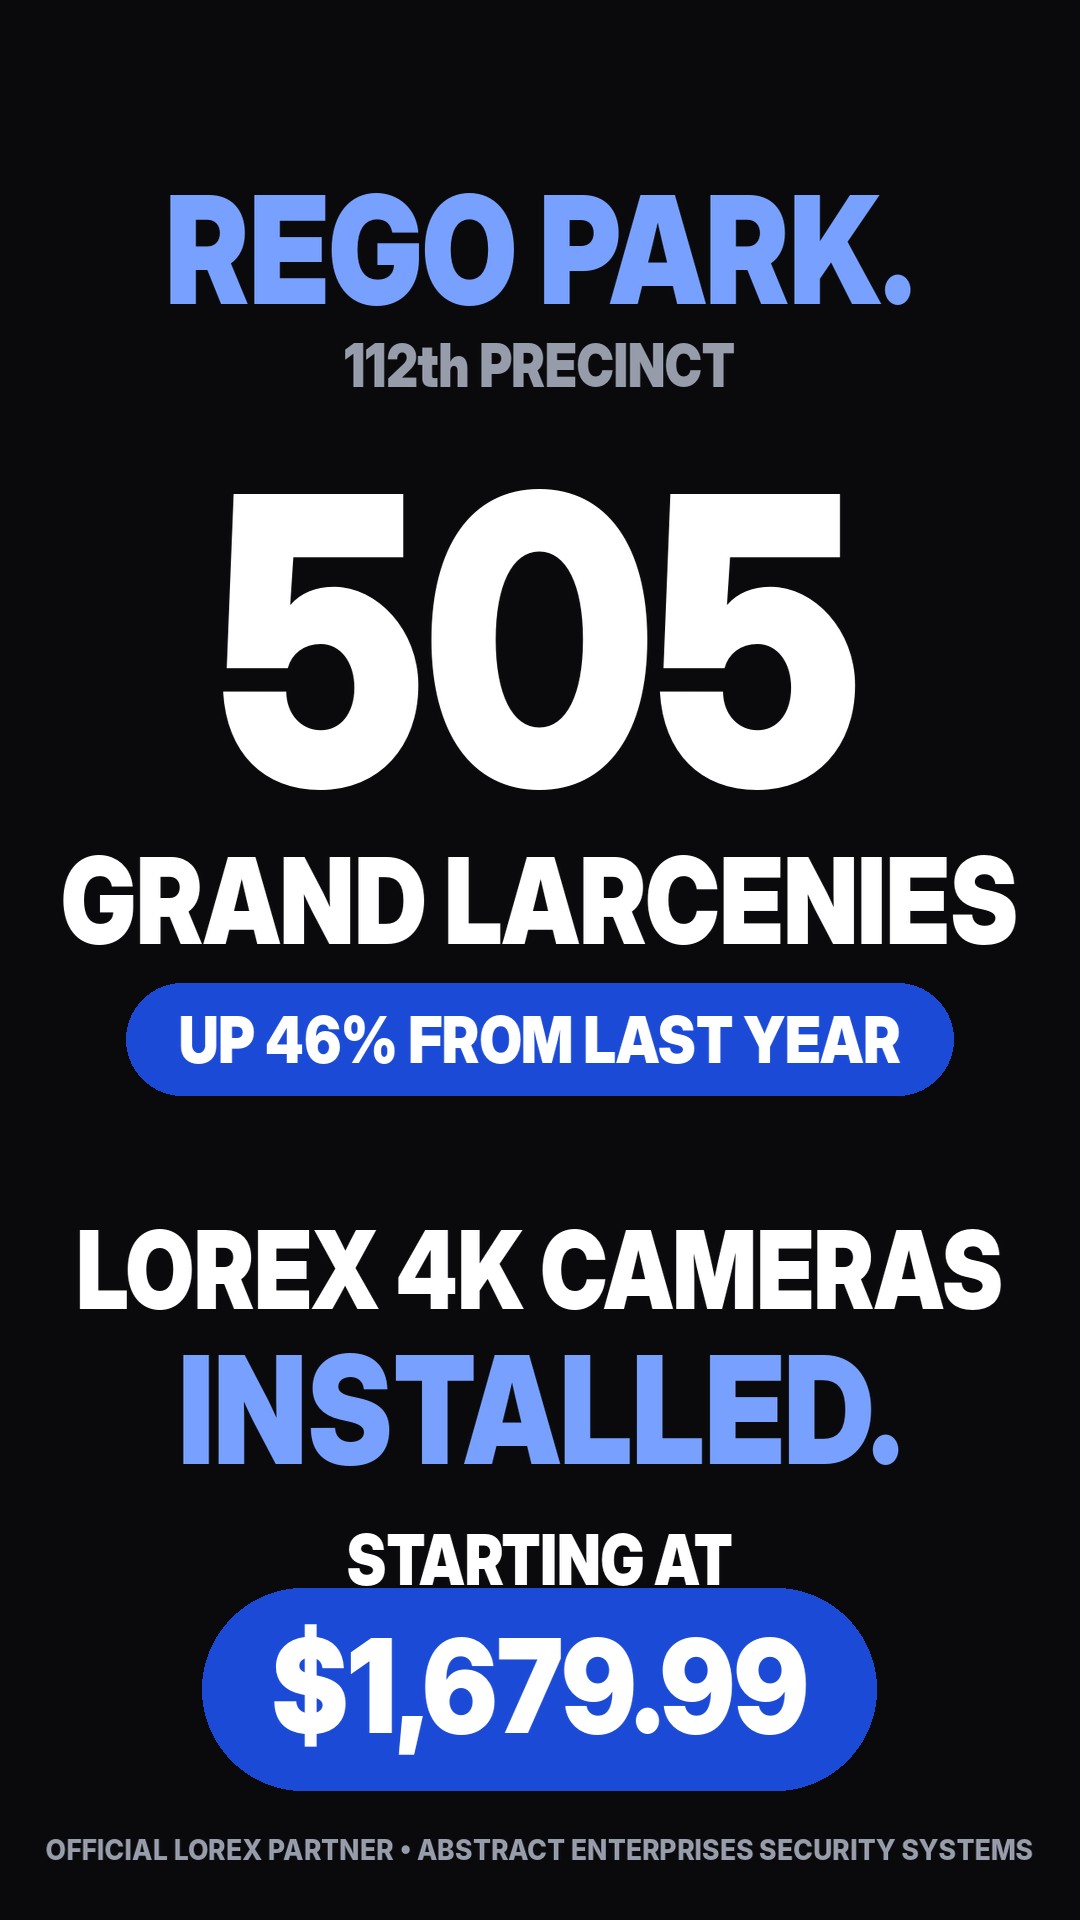 REGO PARK.
112th PRECINCT
505
GRAND LARCENIES
UP 46% FROM LAST YEAR
LOREX 4K CAMERAS
INSTALLED.
STARTING AT
$1,679.99
OFFICIAL LOREX PARTNER • ABSTRACT ENTERPRISES SECURITY SYSTEMS